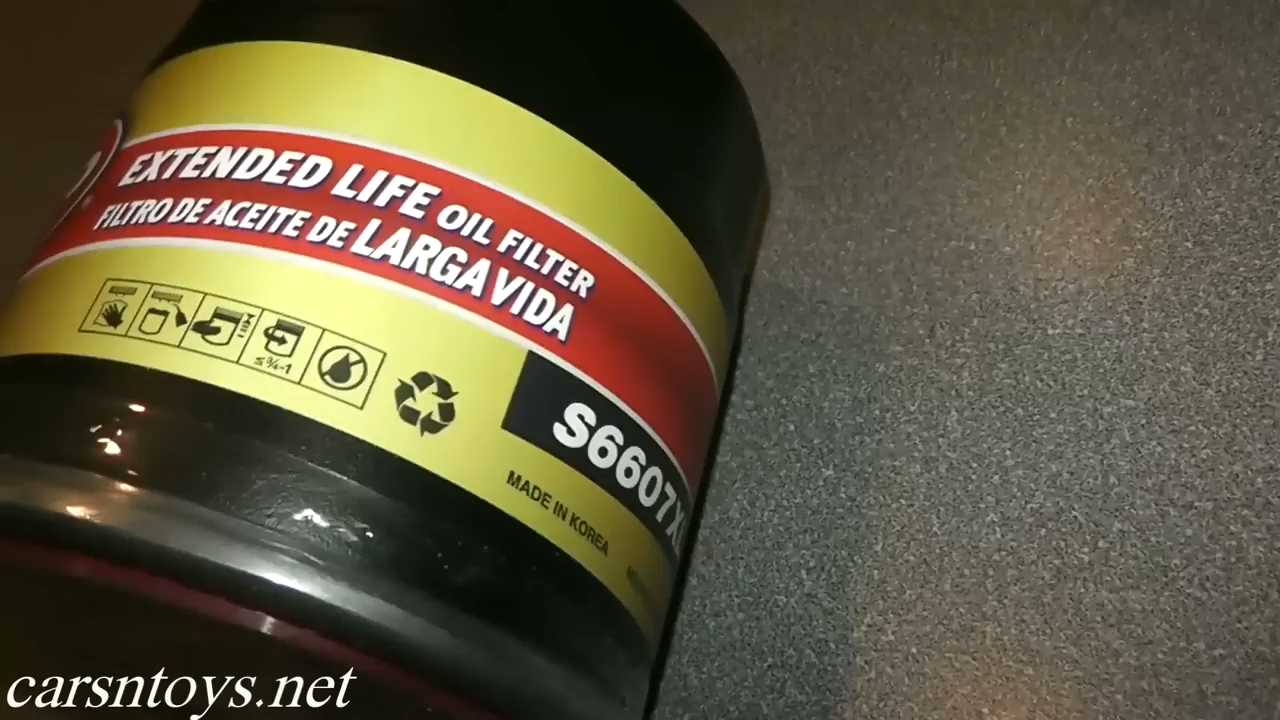 EXTENDED LIFE OIL FILTER
FILTRO DE ACEITE DE LARGA VIDA
≤ ¾-1
S6607X
MADE IN KOREA
carsntoys.net